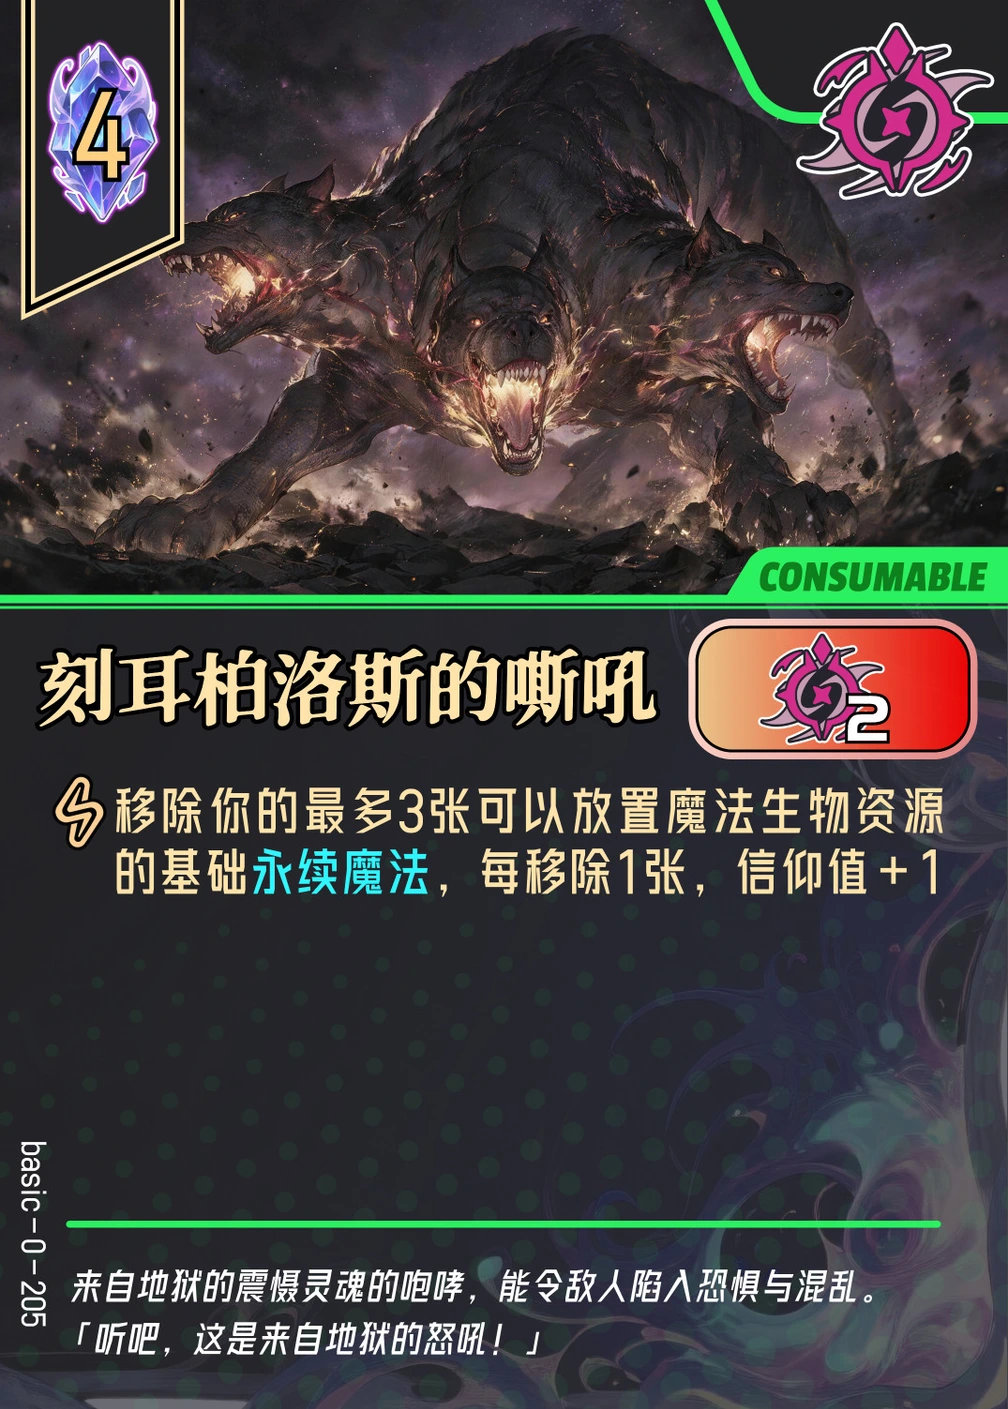 4
CONSUMABLE
刻耳柏洛斯的嘶吼
2
移除你的最多3张可以放置魔法生物资源
的基础永续魔法，每移除1张，信仰值+1
basic-0-205
来自地狱的震慑灵魂的咆哮，能令敌人陷入恐惧与混乱。
「听吧，这是来自地狱的怒吼！」